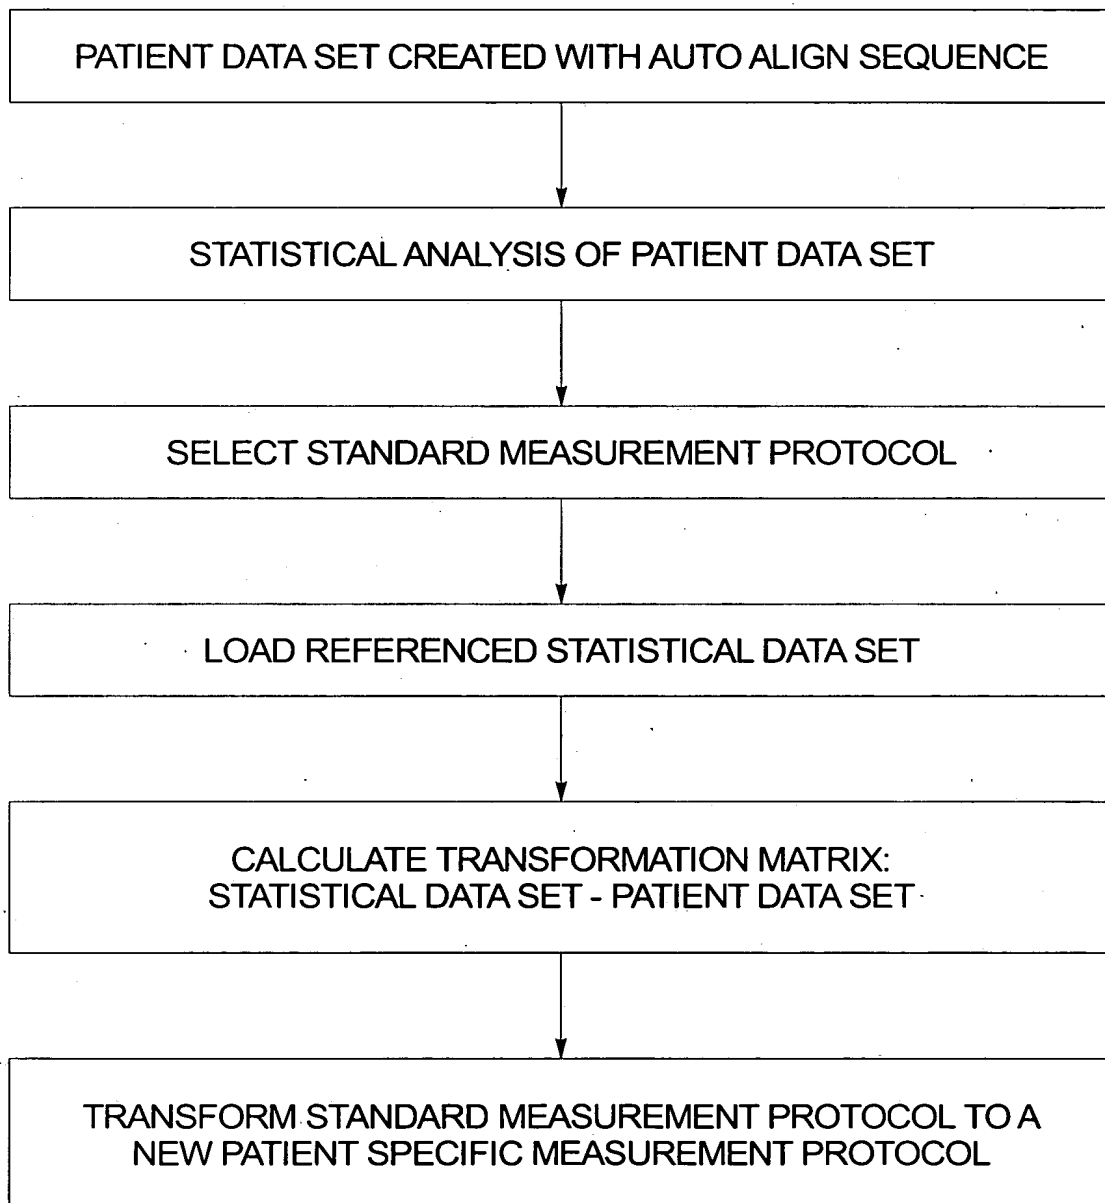 PATIENT DATA SET CREATED WITH AUTO ALIGN SEQUENCE
STATISTICAL ANALYSIS OF PATIENT DATA SET
SELECT STANDARD MEASUREMENT PROTOCOL
LOAD REFERENCED STATISTICAL DATA SET
CALCULATE TRANSFORMATION MATRIX:
STATISTICAL DATA SET - PATIENT DATA SET
TRANSFORM STANDARD MEASUREMENT PROTOCOL TO A
NEW PATIENT SPECIFIC MEASUREMENT PROTOCOL